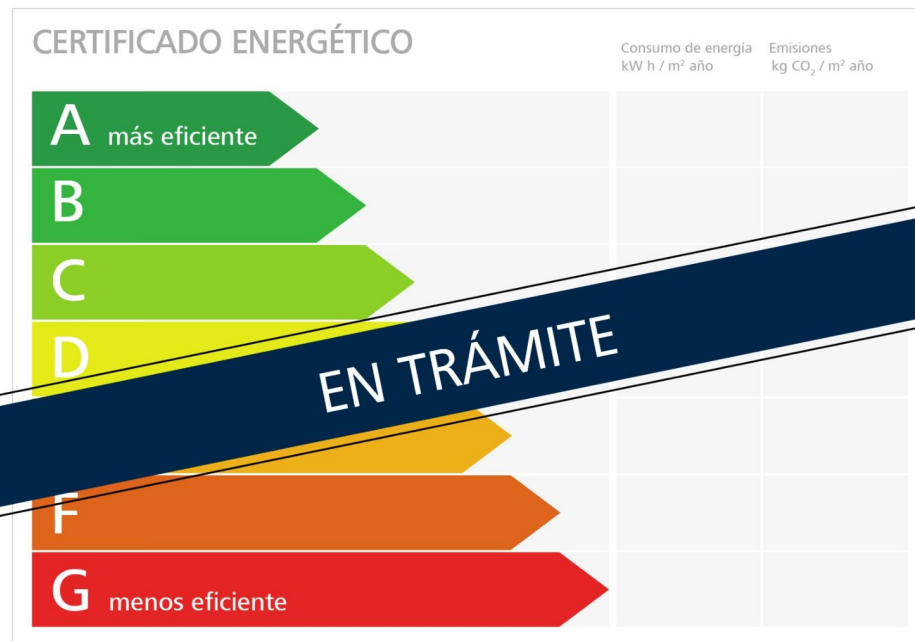 CERTIFICADO ENERGÉTICO
Consumo de energía
kW h / m² año
Emisiones
kg CO₂ / m² año
A más eficiente
B
C
D
EN TRÁMITE
F
G menos eficiente